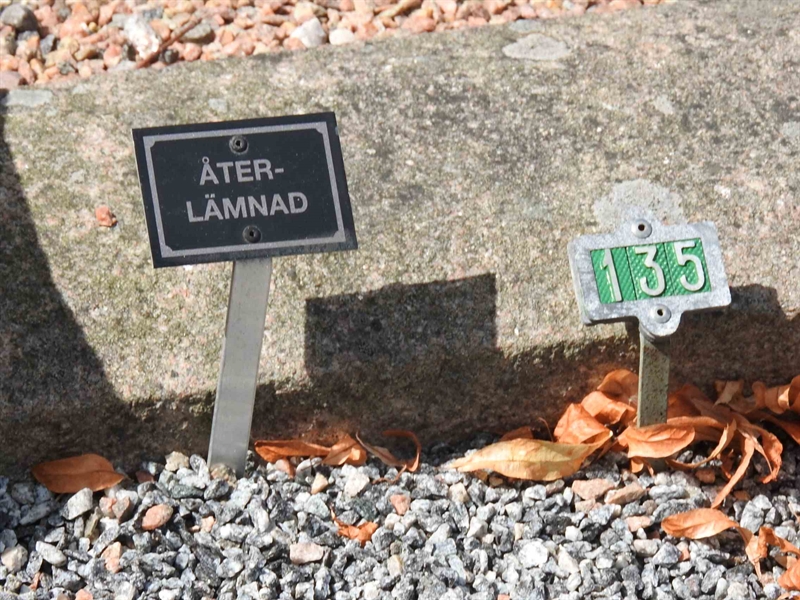 ÅTER-
LÄMNAD
135